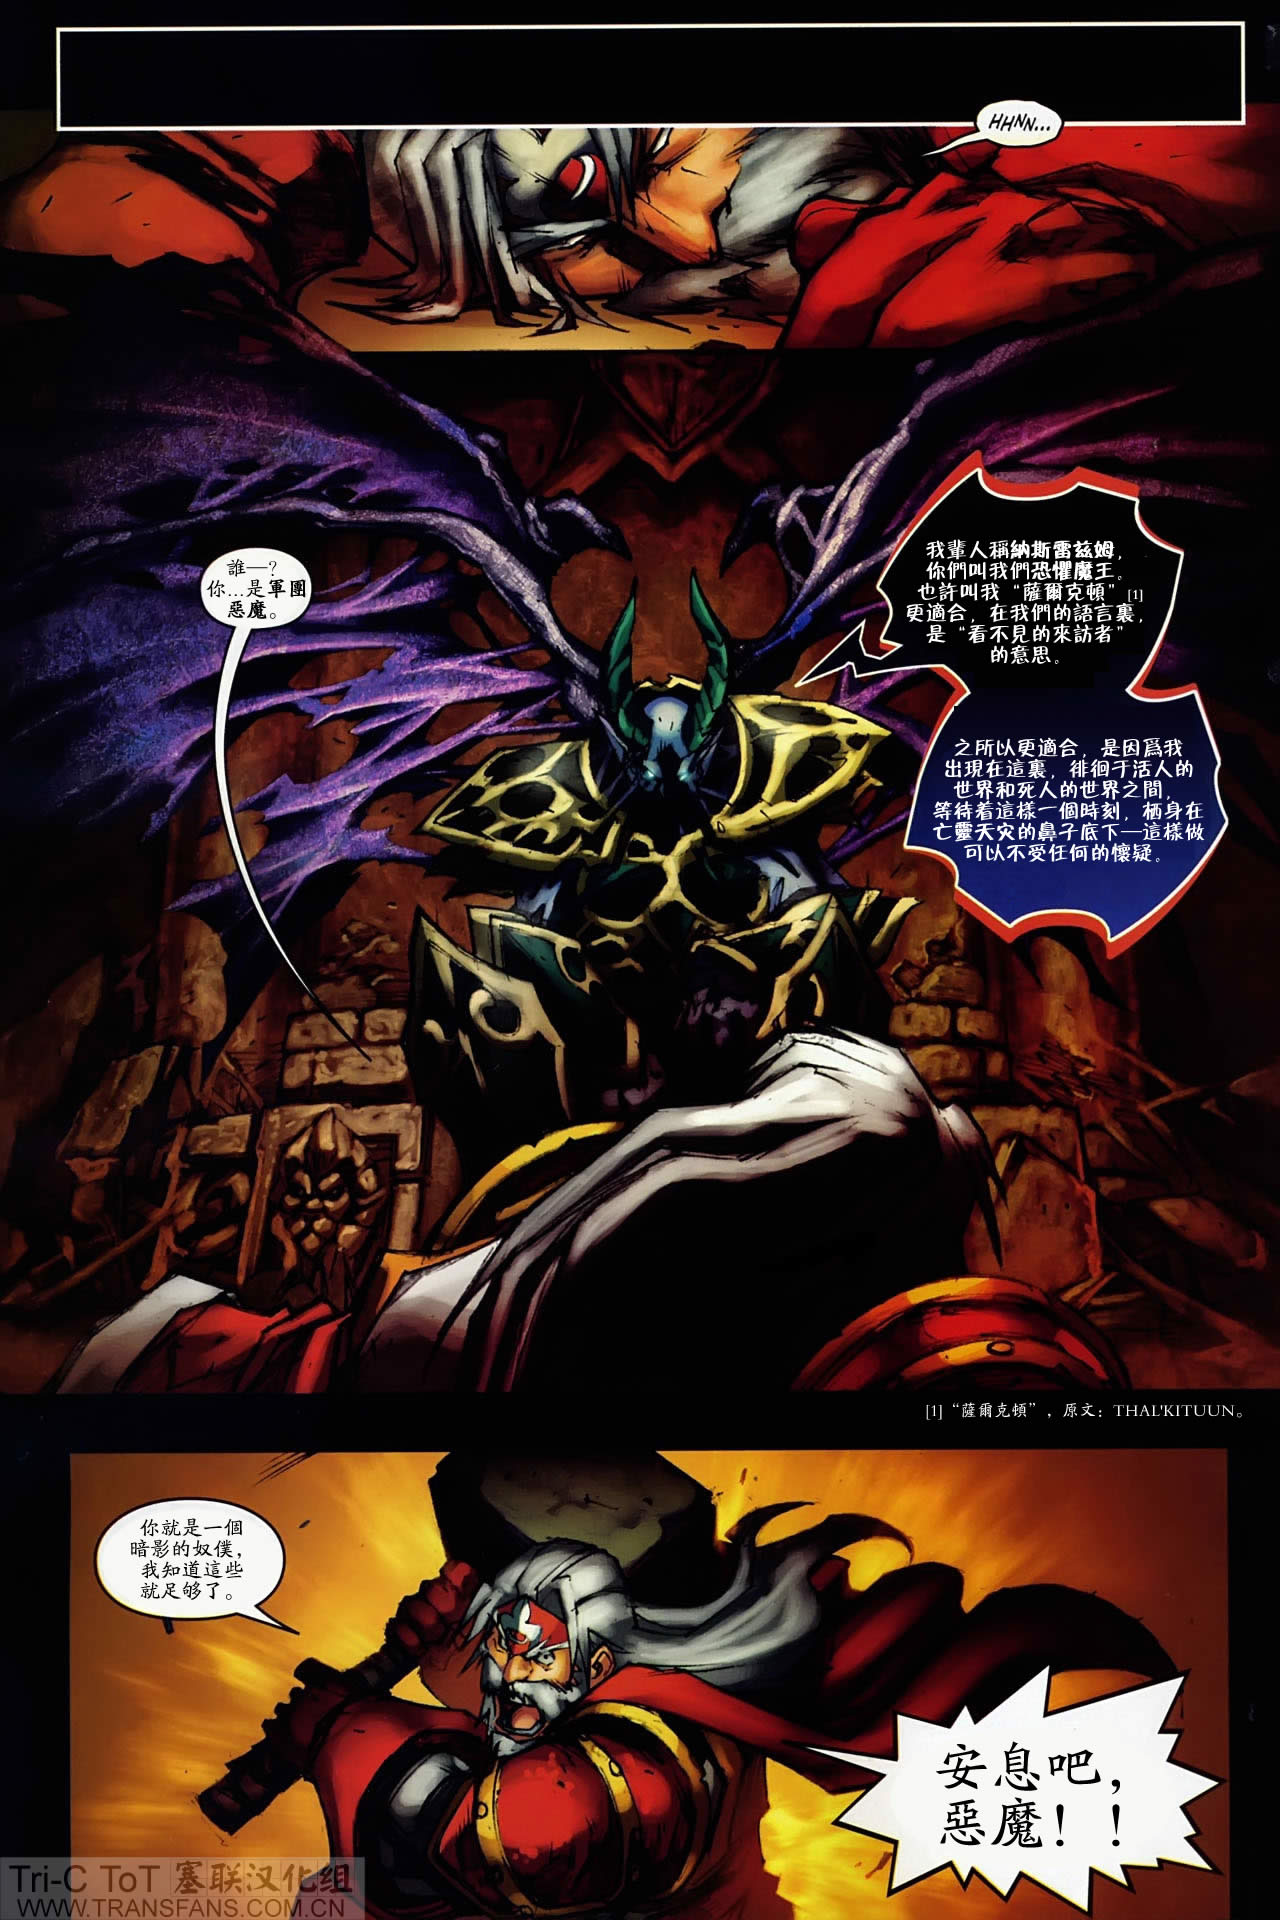 HHNN...
誰—?
你...是軍團
惡魔。
我輩人稱納斯雷茲姆,
你們叫我們恐懼魔王。
也許叫我“薩爾克頓”[1]
更適合, 在我們的語言裏,
是“看不見的來訪者”
的意思。
之所以更適合, 是因爲我
出現在這裏, 徘徊于活人的
世界和死人的世界之間,
等待着這樣一個時刻, 栖身在
亡靈天灾的鼻子底下—這樣做
可以不受任何的懷疑。
[1]“薩爾克頓”, 原文: THAL'KITUUN。
你就是一個
暗影的奴僕,
我知道這些
就足够了。
安息吧,
惡魔! !
Tri-C ToT 塞联汉化组
WWW.TRANSFANS.COM.CN